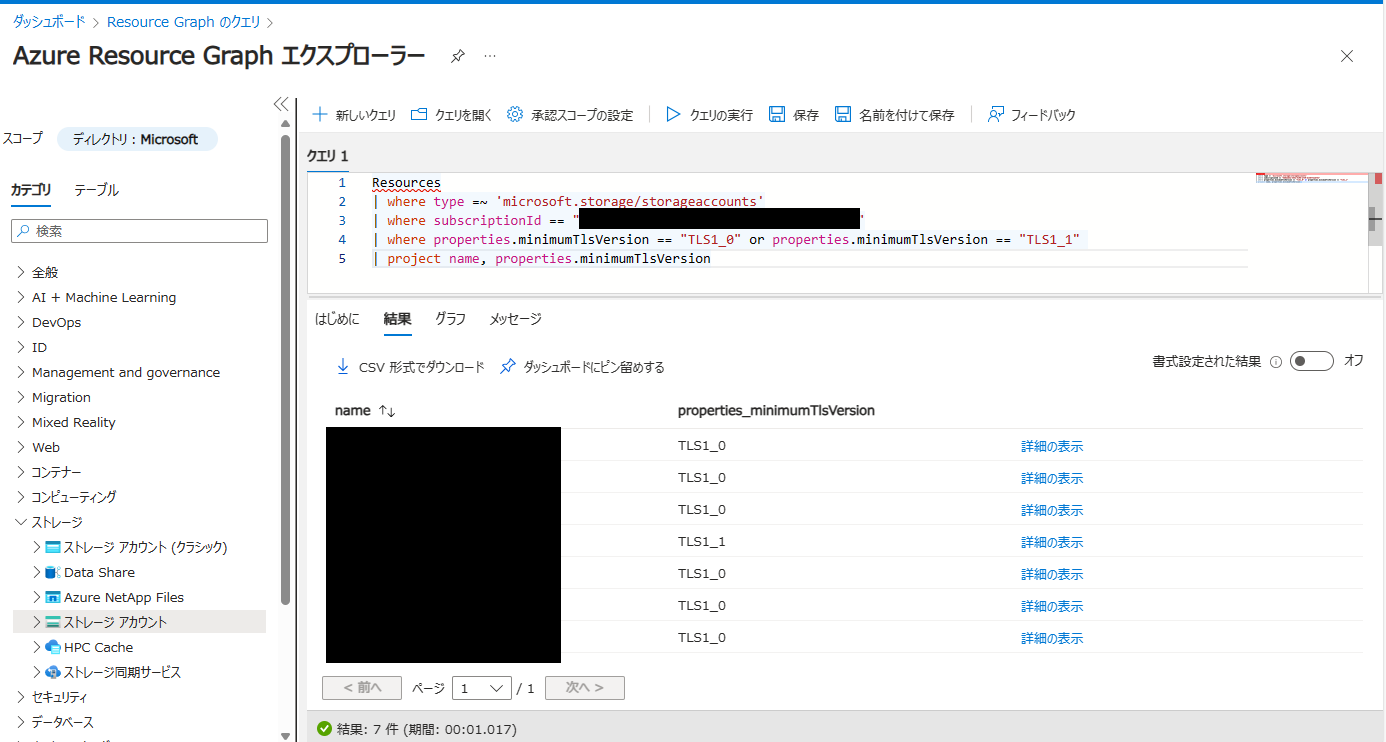 ダッシュボード > Resource Graph のクエリ >
Azure Resource Graph エクスプローラー
スコープ ディレクトリ : Microsoft
カテゴリ テーブル
検索
全般
AI + Machine Learning
DevOps
ID
Management and governance
Migration
Mixed Reality
Web
コンテナー
コンピューティング
ストレージ
ストレージ アカウント (クラシック)
Data Share
Azure NetApp Files
ストレージ アカウント
HPC Cache
ストレージ同期サービス
セキュリティ
データベース
新しいクエリ クエリを開く 承認スコープの設定 クエリの実行 保存 名前を付けて保存 フィードバック
クエリ 1
1 Resources
2 | where type =~ 'microsoft.storage/storageaccounts'
3 | where subscriptionId == "
4 | where properties.minimumTlsVersion == "TLS1_0" or properties.minimumTlsVersion == "TLS1_1"
5 | project name, properties.minimumTlsVersion
はじめに 結果 グラフ メッセージ
CSV 形式でダウンロード ダッシュボードにピン留めする 書式設定された結果 オフ
name ↑↓ properties_minimumTlsVersion
TLS1_0 詳細の表示
TLS1_0 詳細の表示
TLS1_0 詳細の表示
TLS1_1 詳細の表示
TLS1_0 詳細の表示
TLS1_0 詳細の表示
TLS1_0 詳細の表示
< 前へ ページ 1 / 1 次へ >
結果: 7 件 (期間: 00:01.017)